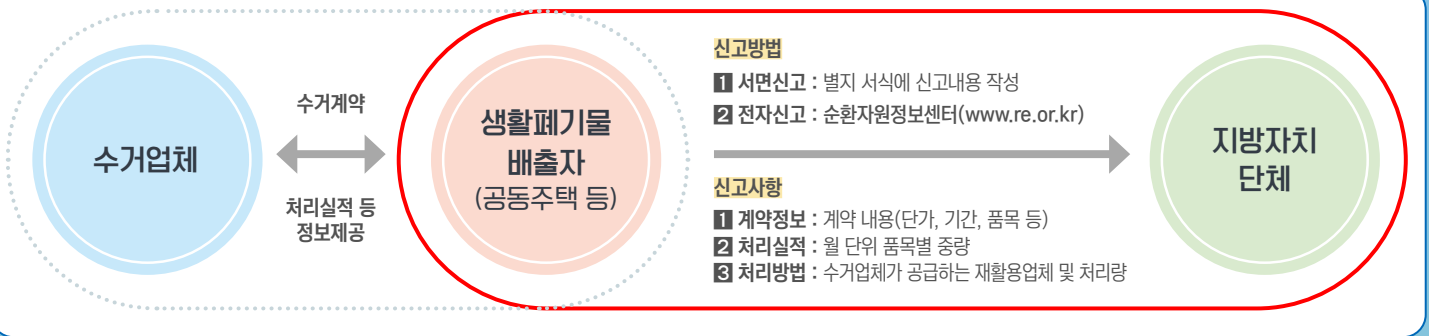 수거업체
수거계약
처리실적 등
정보제공
생활폐기물
배출자
(공동주택 등)
신고방법
1 서면신고 : 별지 서식에 신고내용 작성
2 전자신고 : 순환자원정보센터(www.re.or.kr)
신고사항
1 계약정보 : 계약 내용(단가, 기간, 품목 등)
2 처리실적 : 월 단위 품목별 중량
3 처리방법 : 수거업체가 공급하는 재활용업체 및 처리량
지방자치
단체